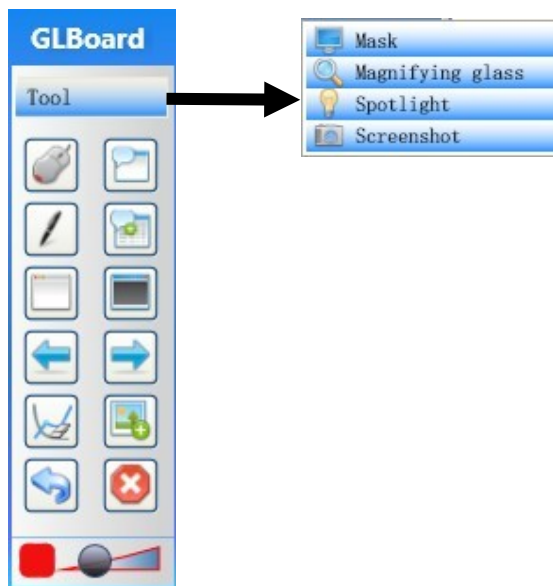 GLBoard
Tool
Mask
Magnifying glass
Spotlight
Screenshot